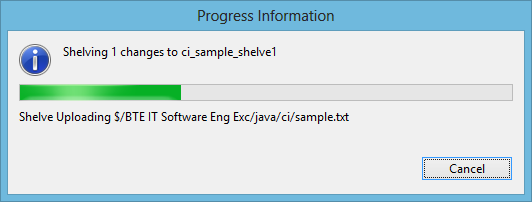 Progress Information
Shelving 1 changes to ci_sample_shelve1
Shelve Uploading $/BTE IT Software Eng Exc/java/ci/sample.txt
Cancel